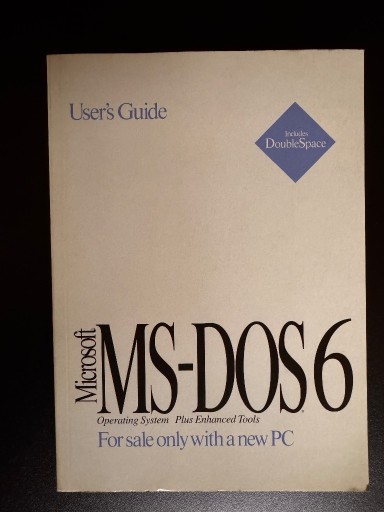 User's Guide
Includes
DoubleSpace
Microsoft
MS-DOS 6
Operating System Plus Enhanced Tools
For sale only with a new PC